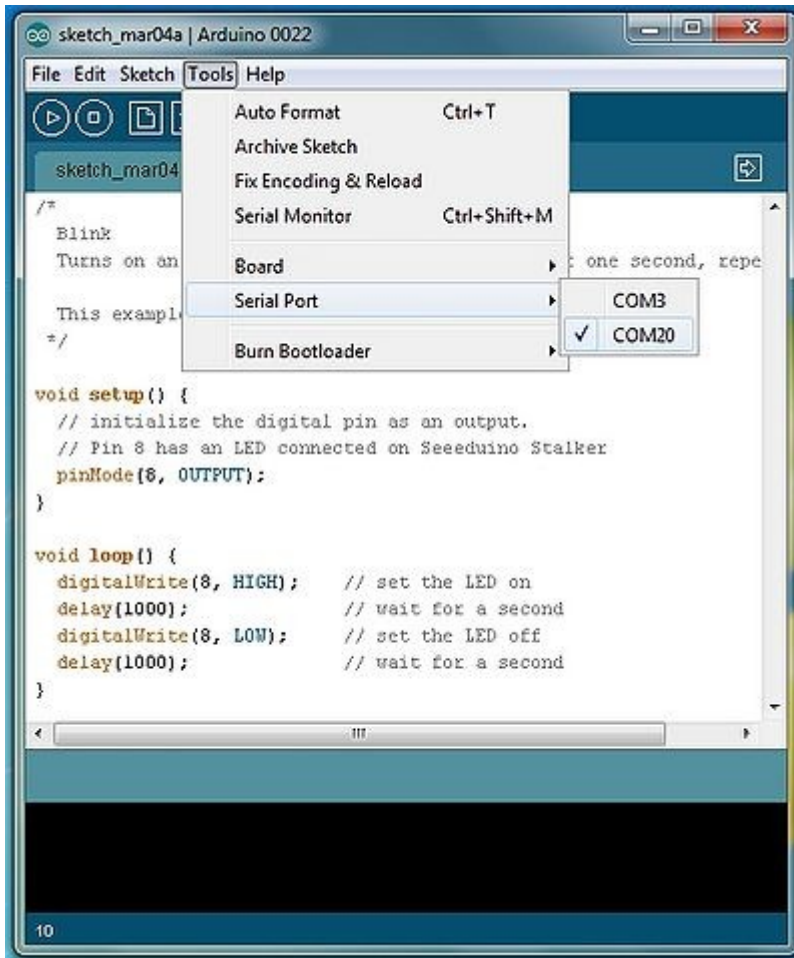 sketch_mar04a | Arduino 0022
File Edit Sketch Tools Help
Auto Format Ctrl+T
Archive Sketch
Fix Encoding & Reload
Serial Monitor Ctrl+Shift+M
Board
Serial Port
COM3
COM20
Burn Bootloader
sketch_mar04
/*
Blink
Turns on an one second, repe
This exampl
*/
void setup() {
// initialize the digital pin as an output.
// Pin 8 has an LED connected on Seeeduino Stalker
pinMode(8, OUTPUT);
}
void loop() {
digitalWrite(8, HIGH); // set the LED on
delay(1000); // wait for a second
digitalWrite(8, LOW); // set the LED off
delay(1000); // wait for a second
}
10